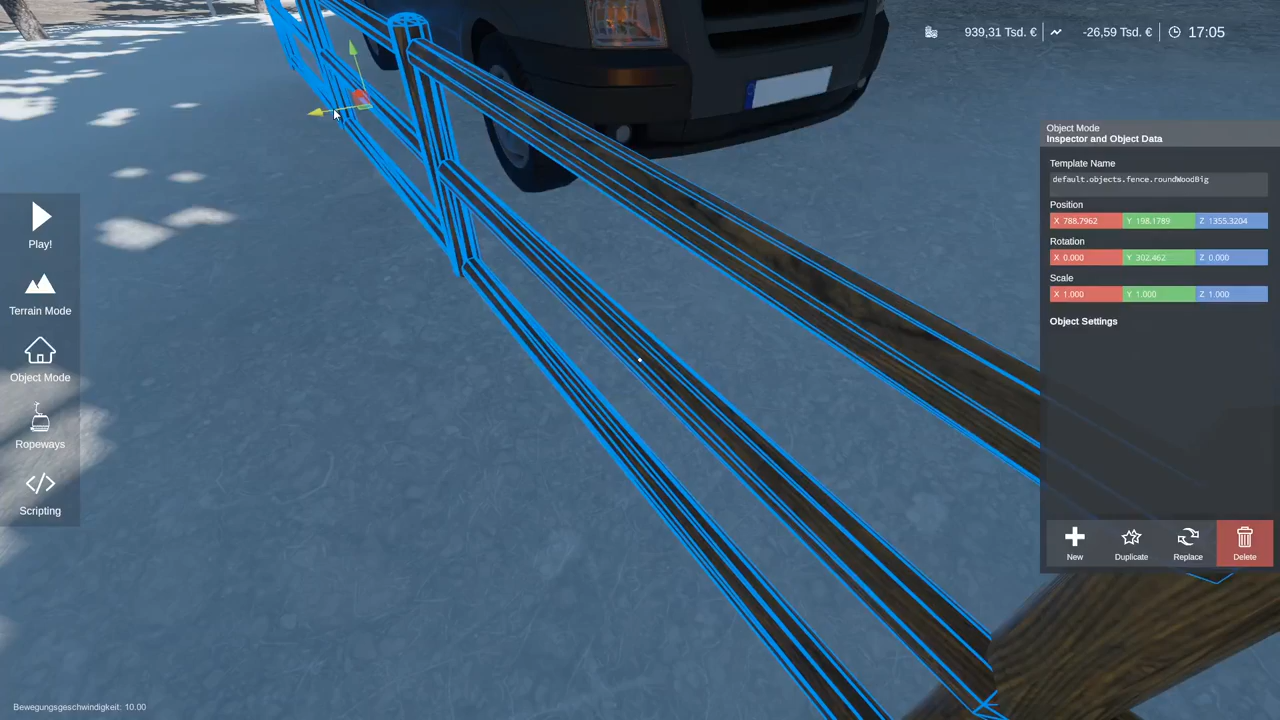 939,31 Tsd. €
-26,59 Tsd. €
17:05
Object Mode
Inspector and Object Data
Template Name
default.objects.fence.roundWoodBig
Position
X 788.7962
Y 198.1789
Z 1355.3204
Rotation
X 0.000
Y 302.462
Z 0.000
Scale
X 1.000
Y 1.000
Z 1.000
Object Settings
Play!
Terrain Mode
Object Mode
Ropeways
</>
Scripting
New
Duplicate
Replace
Delete
Bewegungsgeschwindigkeit: 10.00